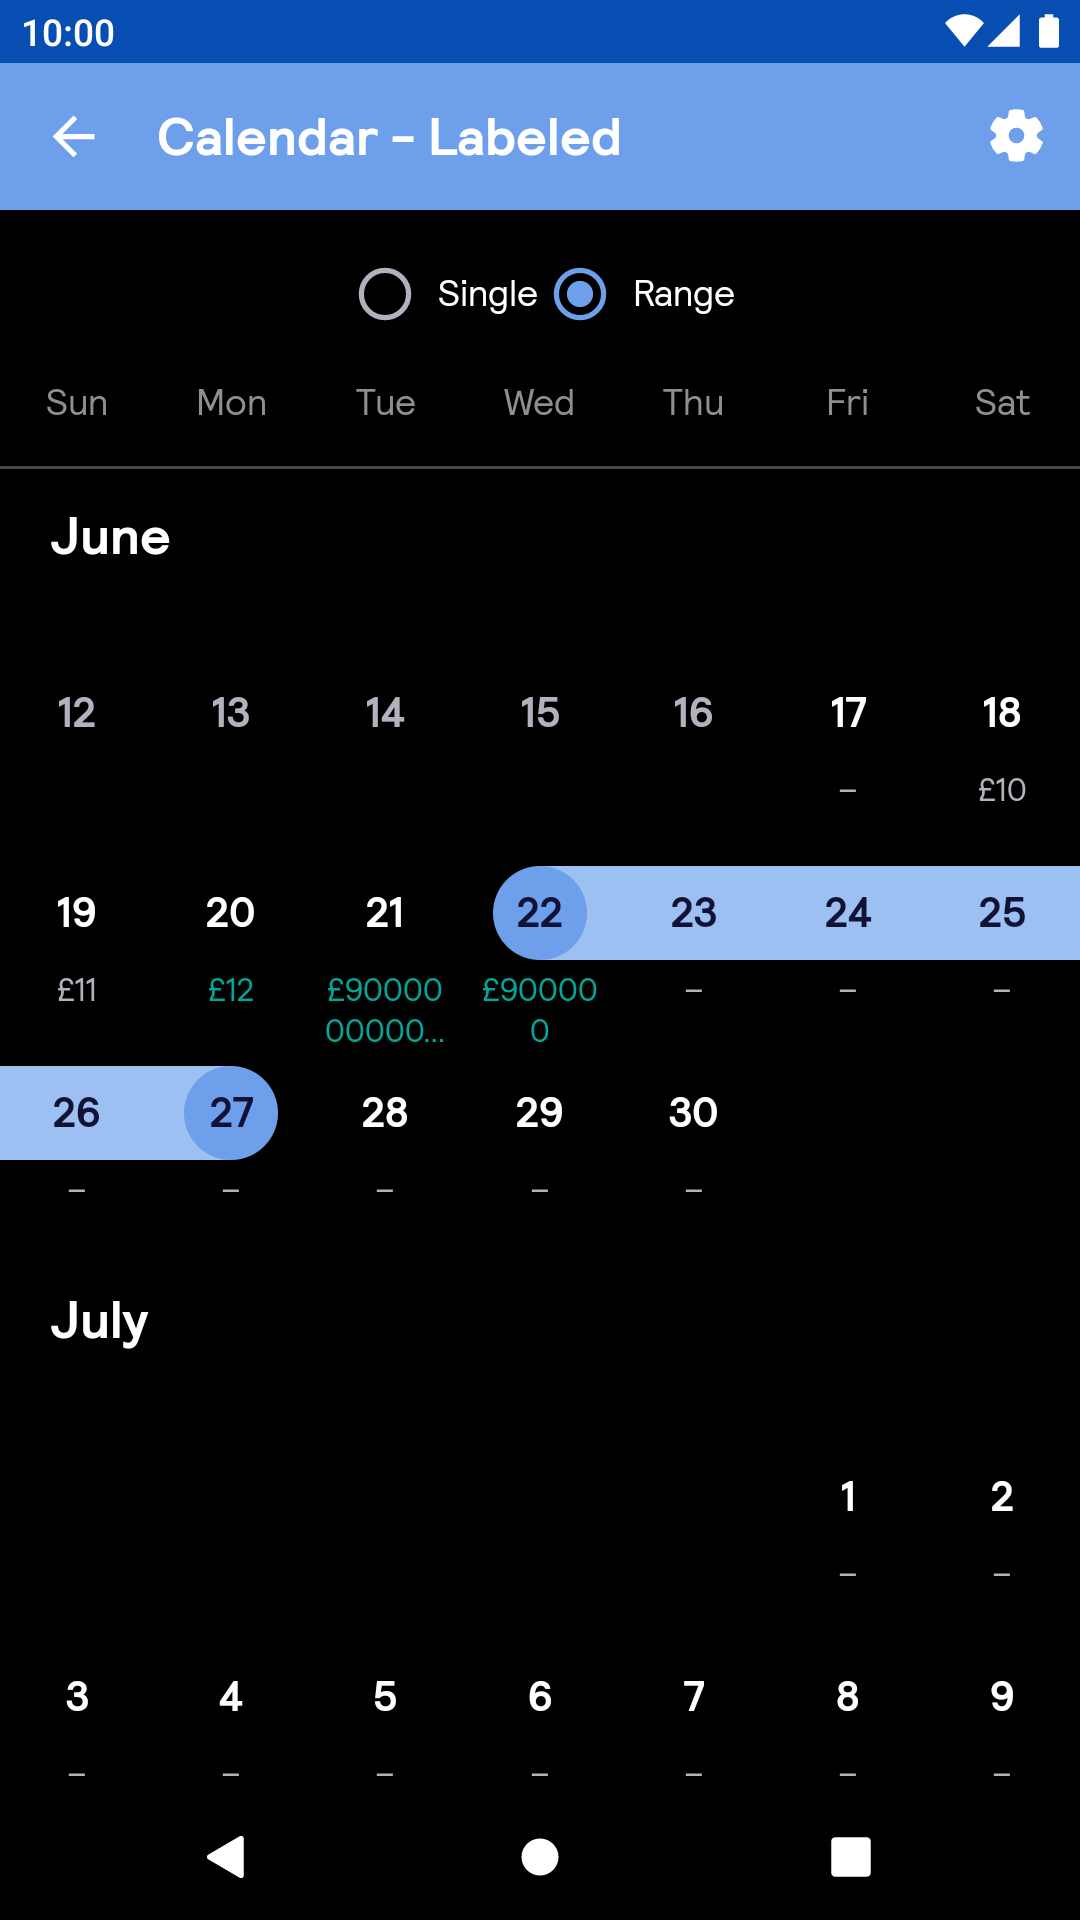 10:00
Calendar – Labeled
Single Range
Sun Mon Tue Wed Thu Fri Sat
June
12 13 14 15 16 17 18
– £10
19 20 21 22 23 24 25
£11 £12 £90000 £90000 – – –
00000... 0
26 27 28 29 30
– – – – –
July
1 2
– –
3 4 5 6 7 8 9
– – – – – – –